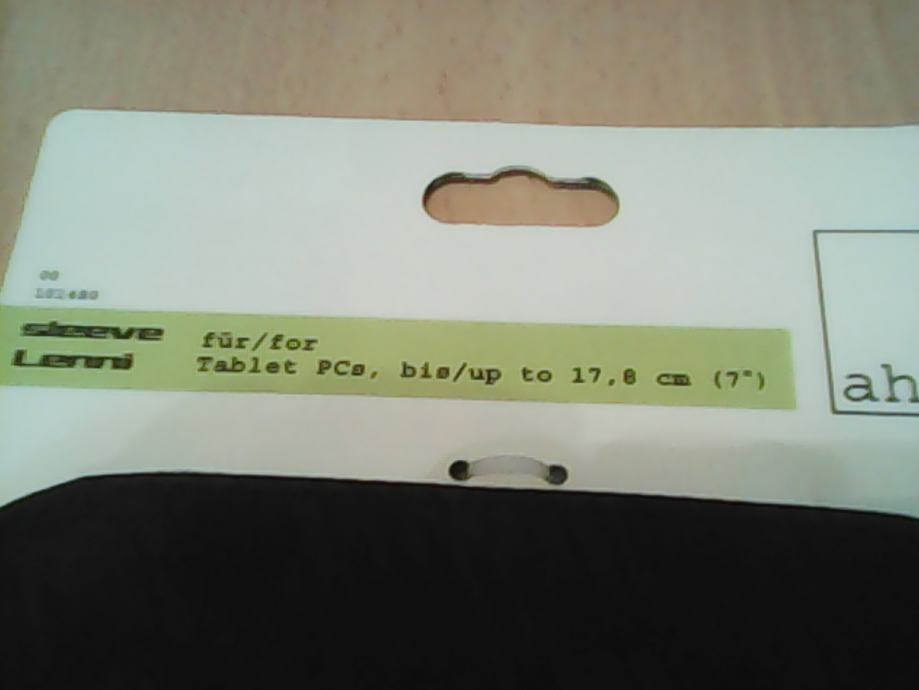 00
101480
sleeve
Lenni
für/for
Tablet PCs, bis/up to 17,8 cm (7")
ah